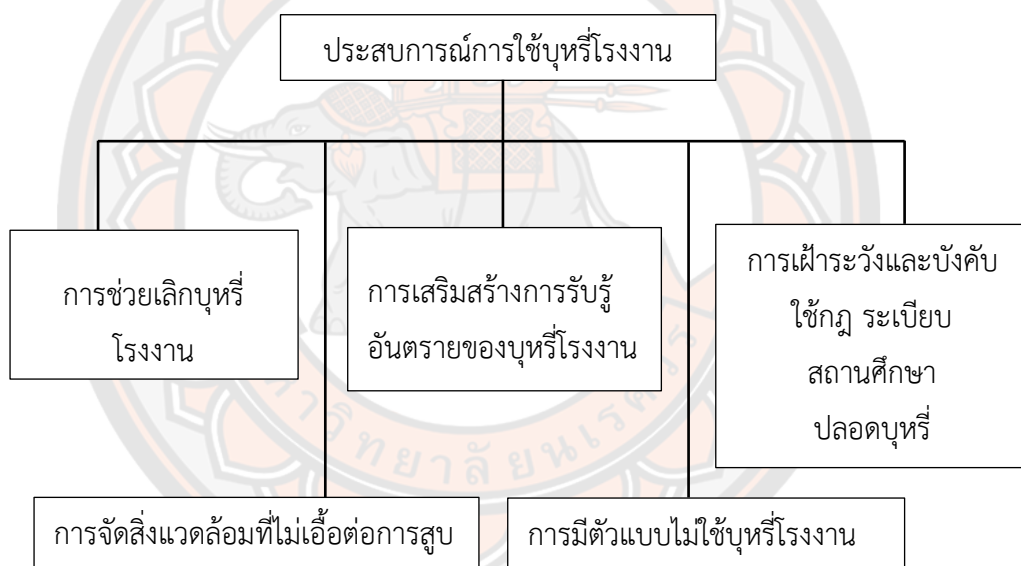 ประสบการณ์การใช้บุหรี่โรงงาน
การช่วยเลิกบุหรี่
โรงงาน
การเสริมสร้างการรับรู้
อันตรายของบุหรี่โรงงาน
การเฝ้าระวังและบังคับ
ใช้กฎ ระเบียบ
สถานศึกษา
ปลอดบุหรี่
การจัดสิ่งแวดล้อมที่ไม่เอื้อต่อการสูบ
การมีตัวแบบไม่ใช้บุหรี่โรงงาน